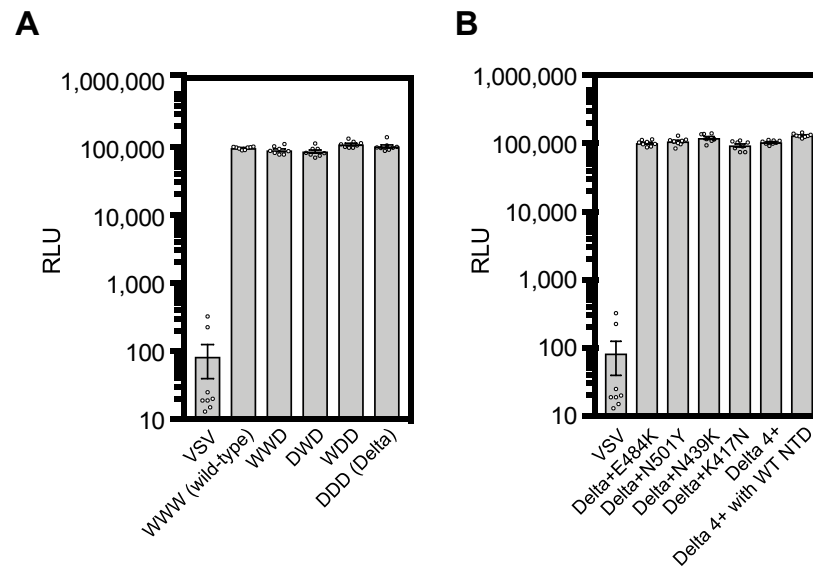 A
1,000,000
100,000
10,000
1,000
100
10
RLU
VSV
WWW (wild-type)
WWD
DWD
WDD
DDD (Delta)
B
1,000,000
100,000
10,000
1,000
100
10
RLU
VSV
Delta+E484K
Delta+N501Y
Delta+N439K
Delta+K417N
Delta 4+
Delta 4+ with WT NTD